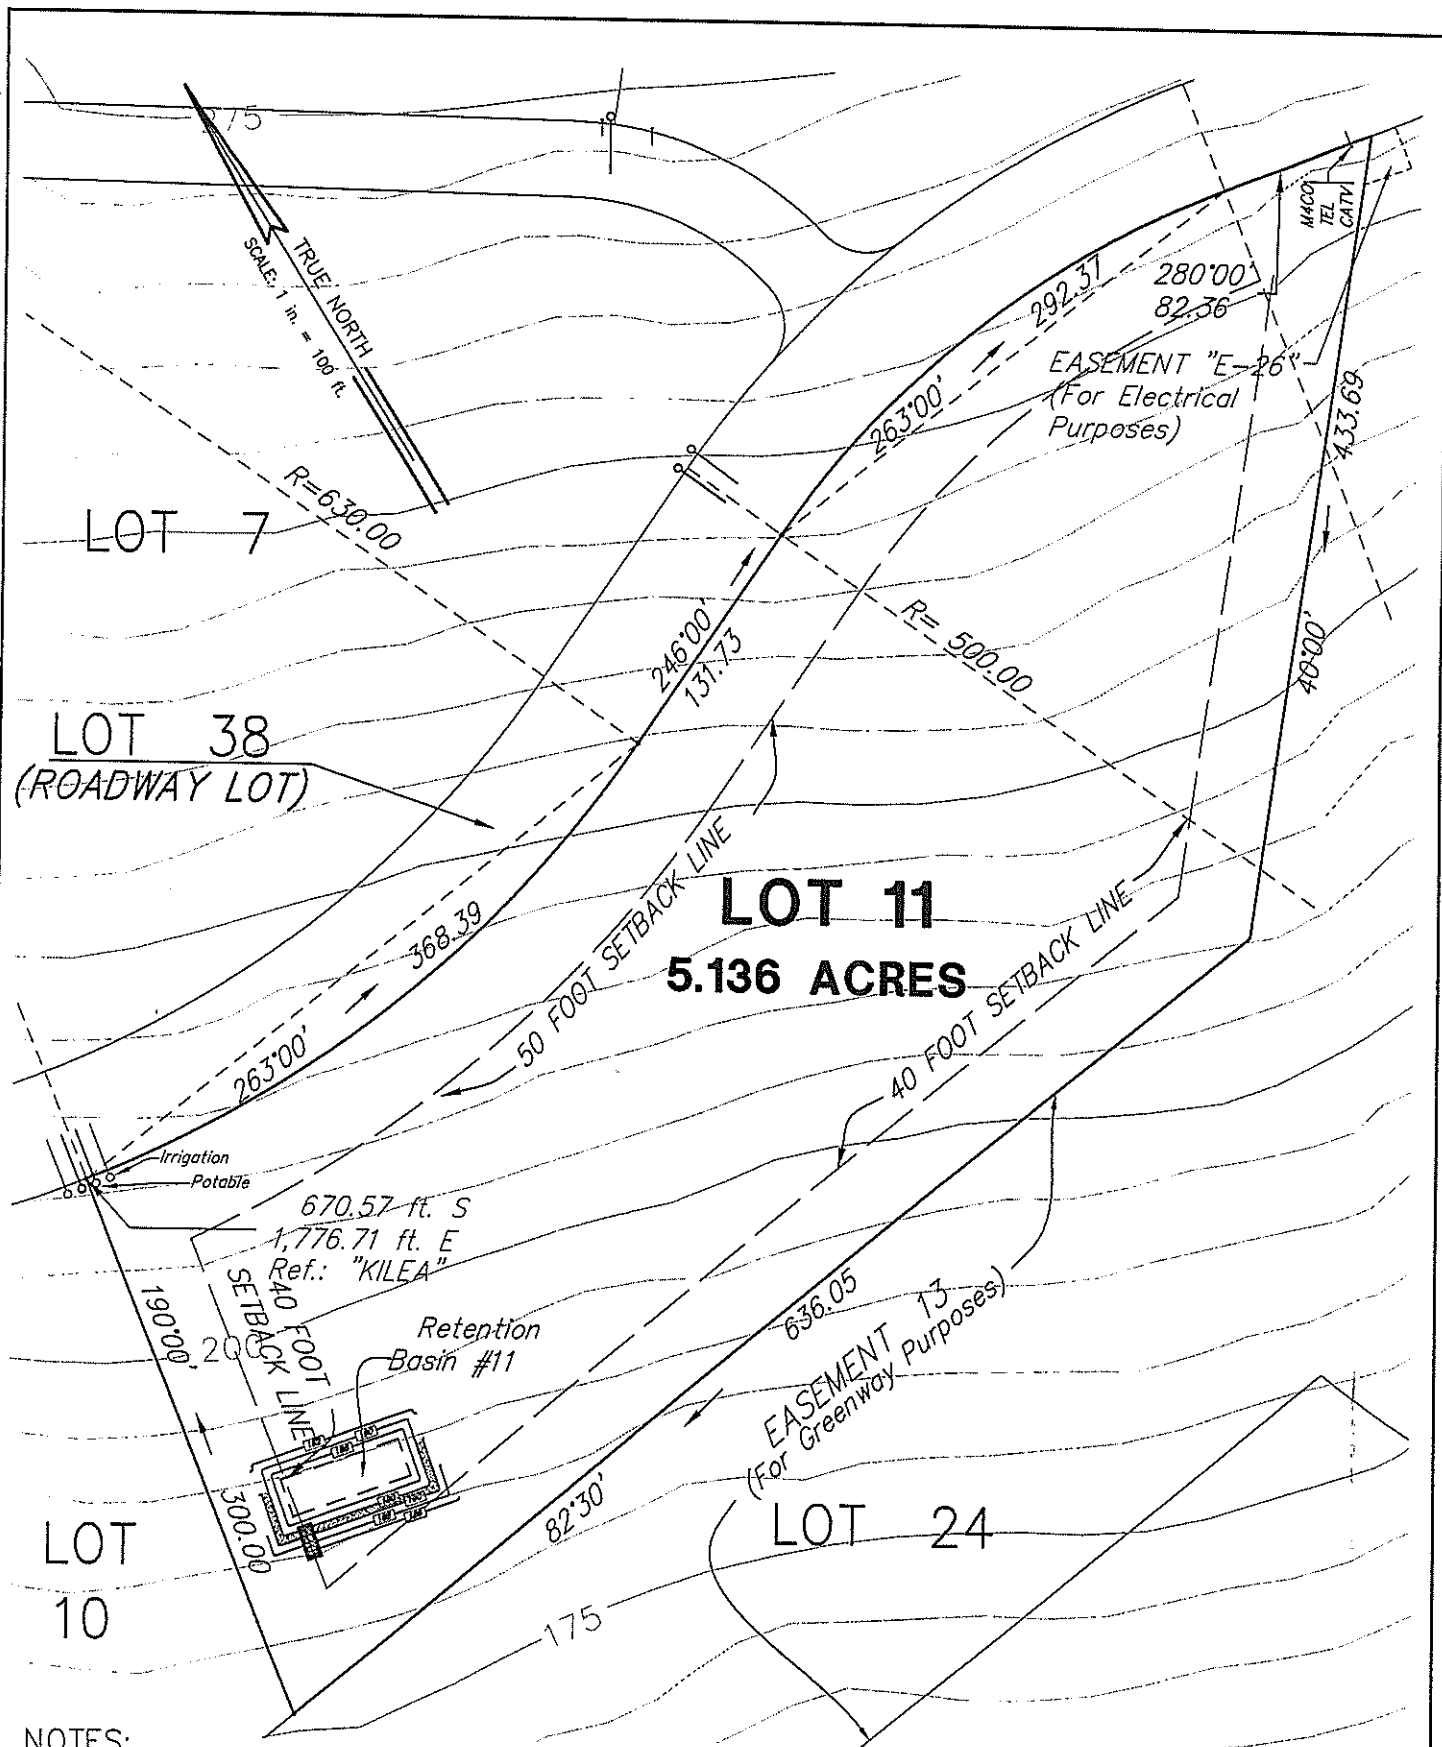 275
TRUE NORTH
SCALE: 1 in. = 100 ft.
M4CO
TEL
CATV
292.37
263°00'
280°00'
82.36
EASEMENT "E-26"
(For Electrical
Purposes)
433.69
40°00'
R=630.00
LOT 7
R= 500.00
246°00'
131.73
LOT 38
(ROADWAY LOT)
50 FOOT SETBACK LINE
LOT 11
5.136 ACRES
368.39
263°00'
40 FOOT SETBACK LINE
Irrigation
Potable
670.57 ft. S
1,776.71 ft. E
Ref.: "KILEA"
40 FOOT
SETBACK LINE
190°00'
300.00
200
Retention
Basin #11
636.05
82°30'
EASEMENT 13
(For Greenway Purposes)
LOT 24
LOT
10
175
NOTES: